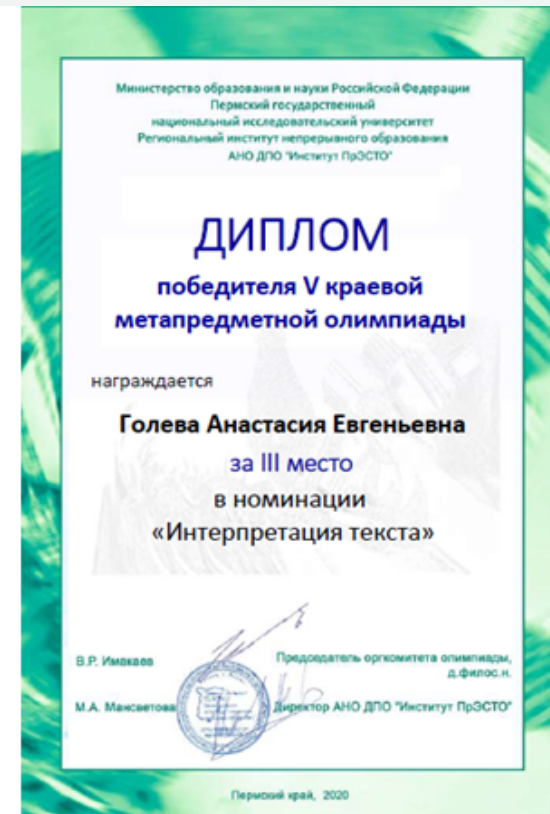 Министерство образования и науки Российской Федерации
Пермский государственный
национальный исследовательский университет
Региональный институт непрерывного образования
АНО ДПО "Институт ПрЭСТО"
ДИПЛОМ
победителя V краевой
метапредметной олимпиады
награждается
Голева Анастасия Евгеньевна
за III место
в номинации
«Интерпретация текста»
В.Р. Имакаев
Председатель оргкомитета олимпиады,
д.филос.н.
М.А. Мансветова
Директор АНО ДПО "Институт ПрЭСТО"
Пермский край, 2020